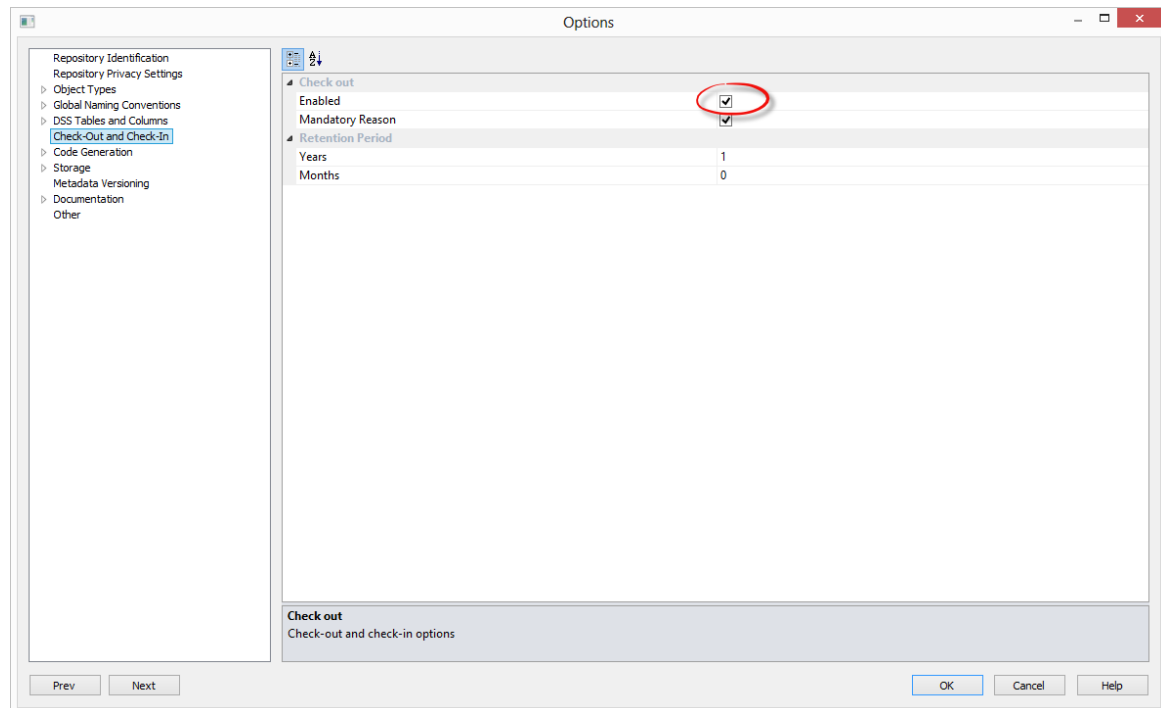 Options
Repository Identification
Repository Privacy Settings
Object Types
Global Naming Conventions
DSS Tables and Columns
Check-Out and Check-In
Code Generation
Storage
Metadata Versioning
Documentation
Other
Check out
Enabled
Mandatory Reason
Retention Period
Years 1
Months 0
Check out
Check-out and check-in options
Prev Next OK Cancel Help